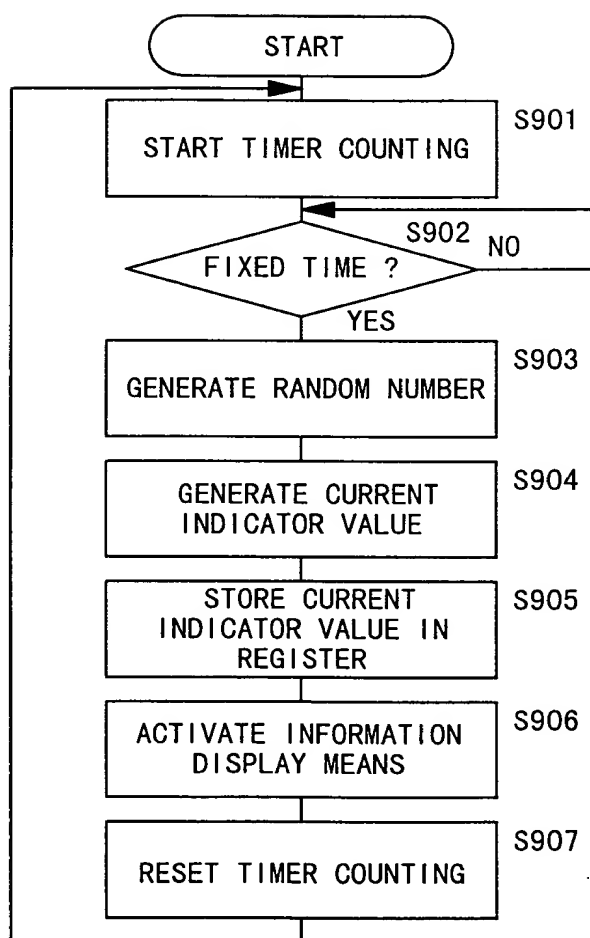 START
START TIMER COUNTING
S901
S902
FIXED TIME ?
NO
YES
GENERATE RANDOM NUMBER
S903
GENERATE CURRENT
INDICATOR VALUE
S904
STORE CURRENT
INDICATOR VALUE IN
REGISTER
S905
ACTIVATE INFORMATION
DISPLAY MEANS
S906
RESET TIMER COUNTING
S907